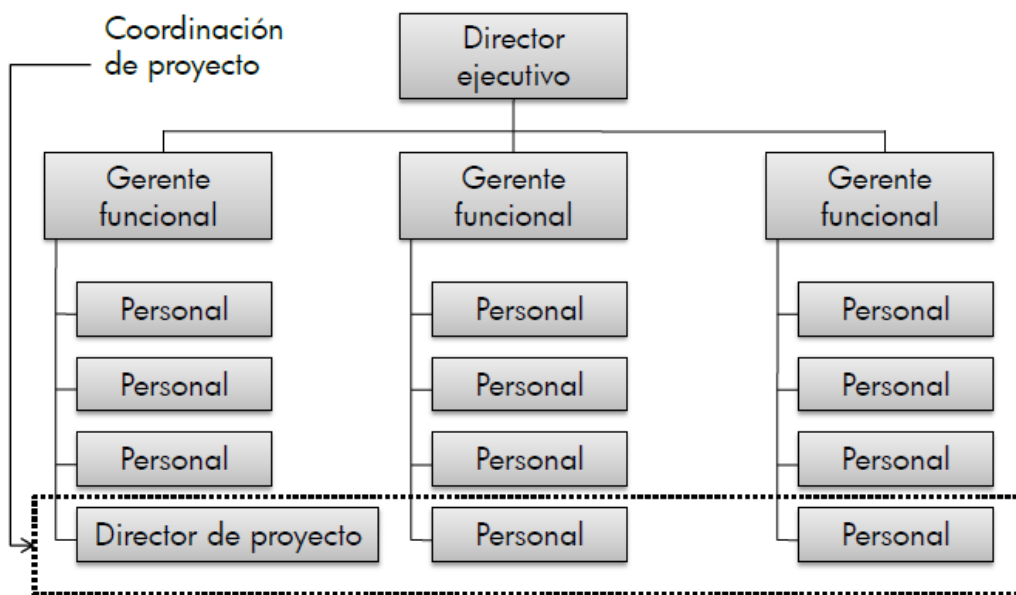 Coordinación
de proyecto
Director
ejecutivo
Gerente
funcional
Gerente
funcional
Gerente
funcional
Personal
Personal
Personal
Personal
Personal
Personal
Personal
Personal
Personal
Director de proyecto
Personal
Personal